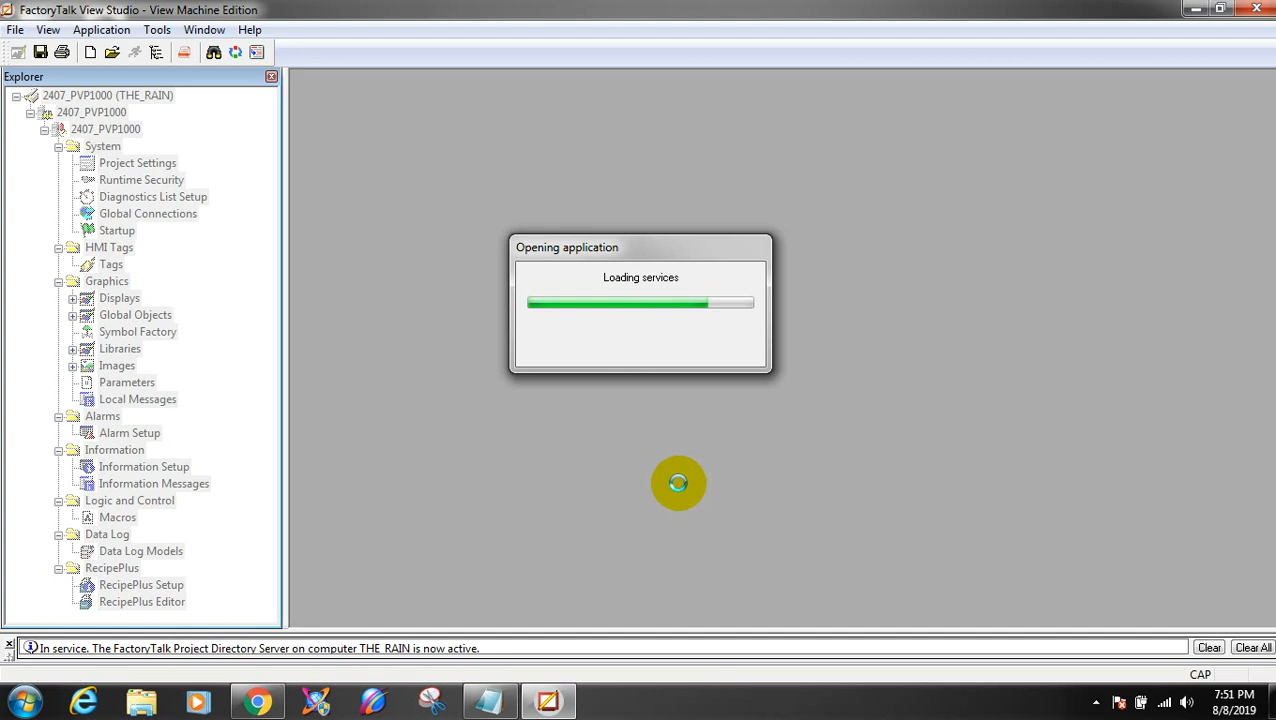 FactoryTalk View Studio - View Machine Edition
File View Application Tools Window Help
Explorer
2407_PVP1000 (THE_RAIN)
2407_PVP1000
2407_PVP1000
System
Project Settings
Runtime Security
Diagnostics List Setup
Global Connections
Startup
HMI Tags
Tags
Graphics
Displays
Global Objects
Symbol Factory
Libraries
Images
Parameters
Local Messages
Alarms
Alarm Setup
Information
Information Setup
Information Messages
Logic and Control
Macros
Data Log
Data Log Models
RecipePlus
RecipePlus Setup
RecipePlus Editor
Opening application
Loading services
In service. The FactoryTalk Project Directory Server on computer THE_RAIN is now active.
Clear Clear All
CAP
7:51 PM
8/8/2019